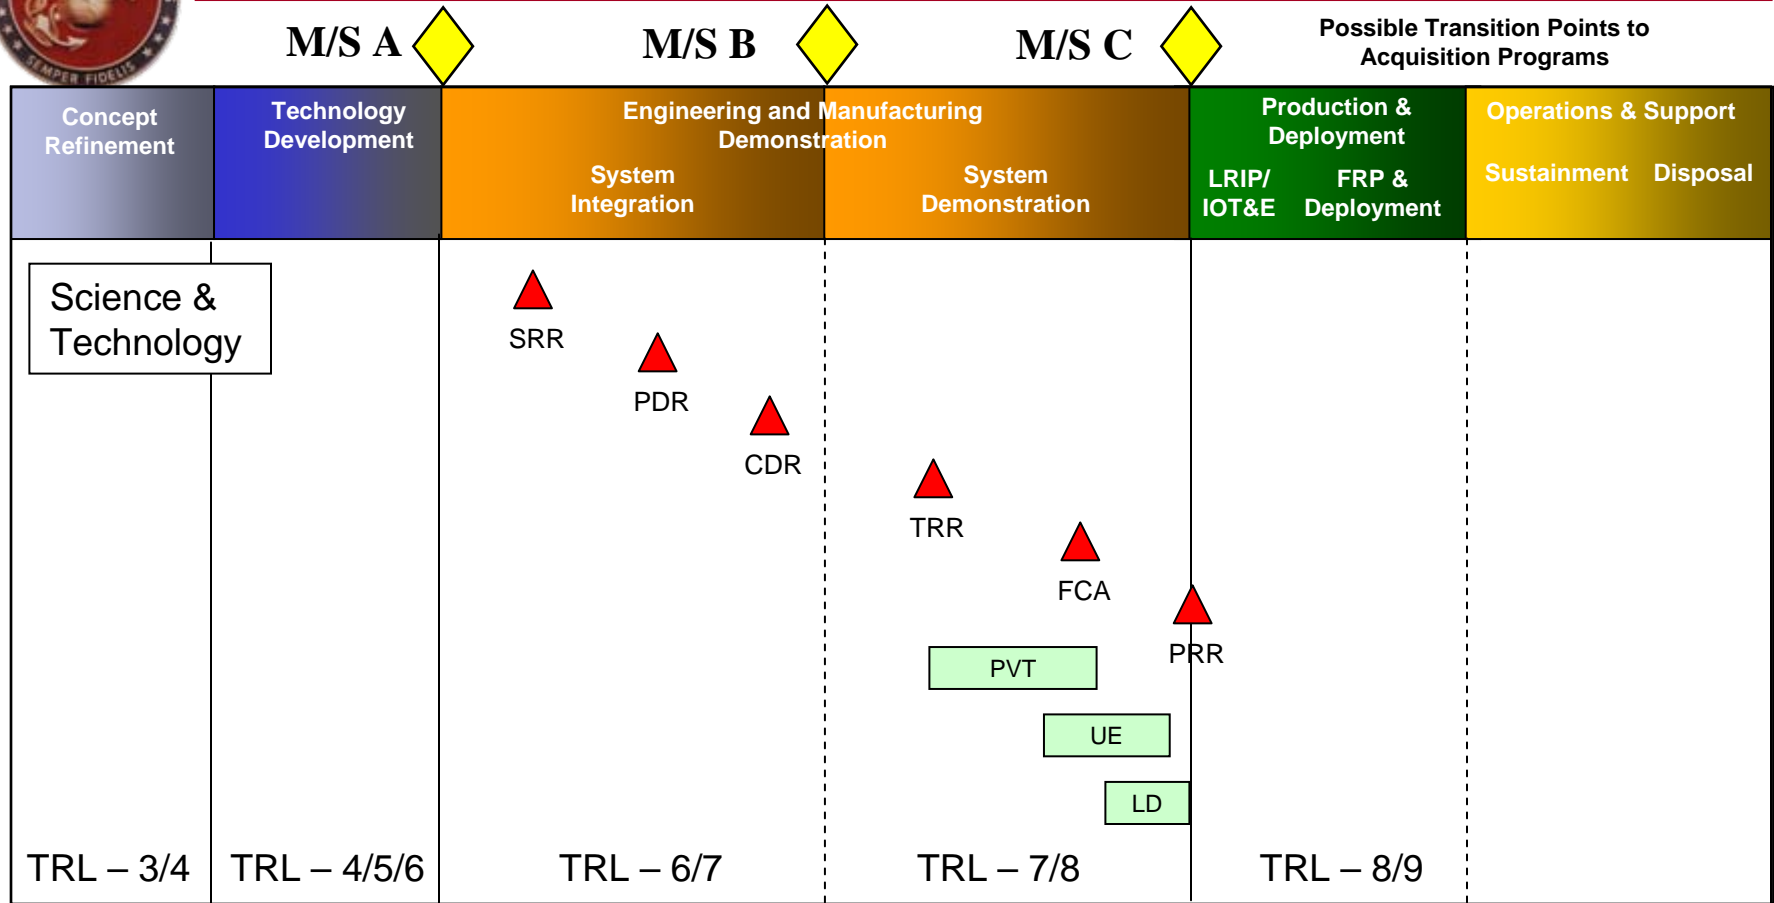 SEMPER FIDELIS
M/S A
M/S B
M/S C
Possible Transition Points to
Acquisition Programs
Concept
Refinement
Technology
Development
Engineering and Manufacturing
Demonstration
System
Integration
System
Demonstration
Production &
Deployment
LRIP/
IOT&E
FRP &
Deployment
Operations & Support
Sustainment
Disposal
Science &
Technology
SRR
PDR
CDR
TRR
FCA
PRR
PVT
UE
LD
TRL – 3/4
TRL – 4/5/6
TRL – 6/7
TRL – 7/8
TRL – 8/9